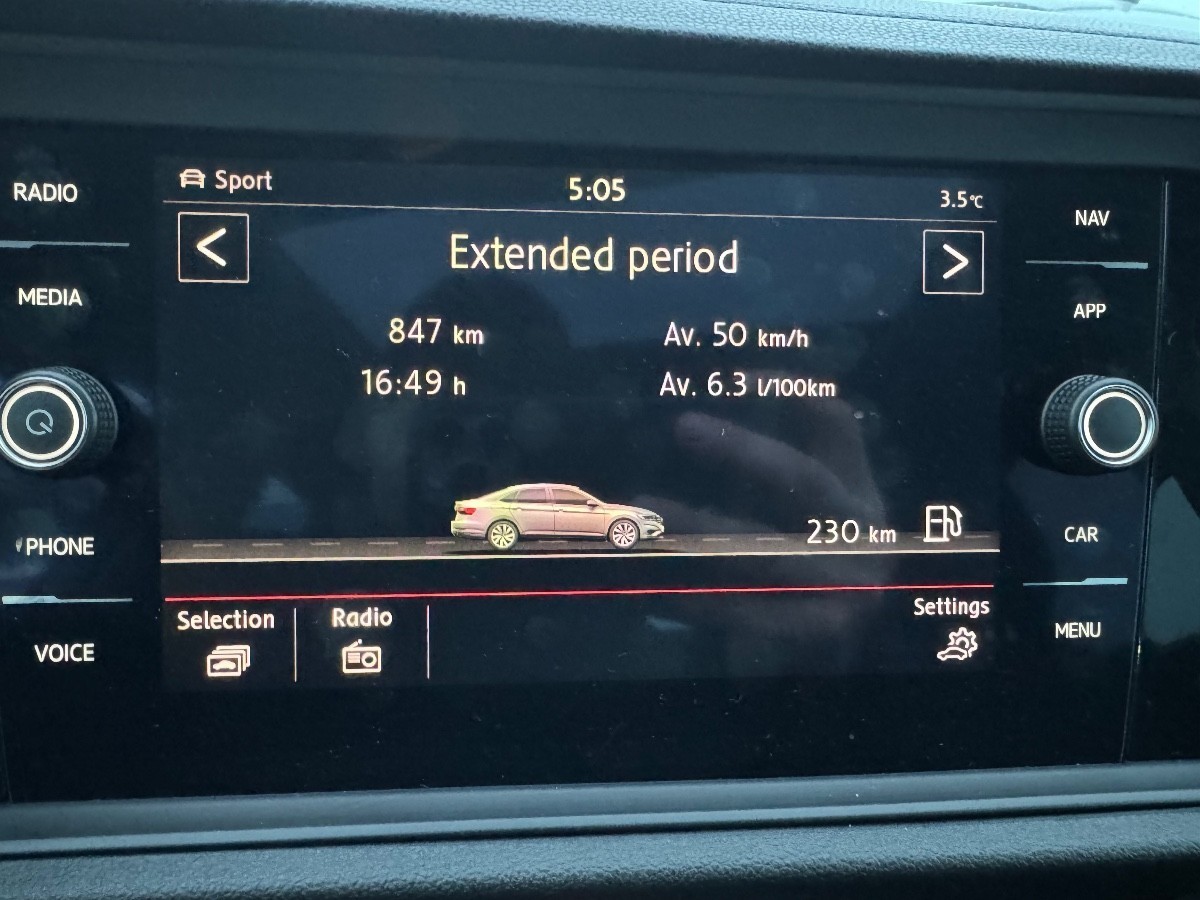 RADIO
MEDIA
PHONE
VOICE
Sport
5:05
3.5°C
<
Extended period
>
847 km
Av. 50 km/h
16:49 h
Av. 6.3 l/100km
230 km
Selection
Radio
Settings
NAV
APP
CAR
MENU